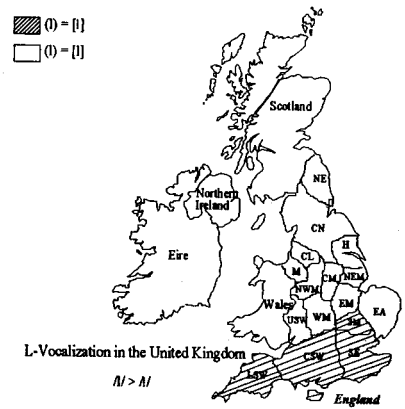 (l) = [ł]
(l) = [l]
Scotland
NE
Northern
Ireland
CN
Eire
H
CL
M
CM
NEM
NWM
Wales
EM
EA
USW
WM
SM
L-Vocalization in the United Kingdom
CSW
SE
LSW
/l/ > /ł/
England